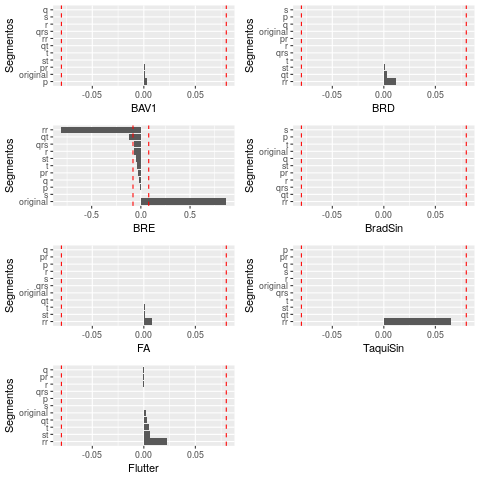 Segmentos
q
s
r
qrs
rr
qt
t
st
pr
original
p
-0.05 0.00 0.05
BAV1
Segmentos
s
p
original
pr
qrs
t
st
qt
rr
-0.05 0.00 0.05
BRD
Segmentos
rr
qt
qrs
r
st
t
pr
p
s
original
-0.5 0.0 0.5
BRE
Segmentos
s
p
t
original
q
st
pr
r
qrs
qt
rr
-0.05 0.00 0.05
BradSin
Segmentos
q
pr
p
r
s
qrs
original
qt
t
st
rr
-0.05 0.00 0.05
FA
Segmentos
p
pr
q
r
s
t
original
qrs
st
qt
rr
-0.05 0.00 0.05
TaquiSin
Segmentos
q
pr
r
qrs
p
s
original
qt
t
st
rr
-0.05 0.00 0.05
Flutter